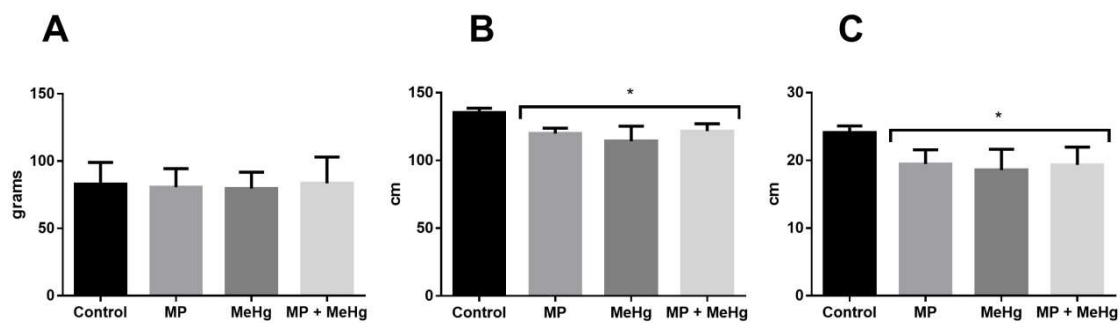 A
grams
150
100
50
0
Control MP MeHg MP + MeHg
B
cm
150
100
50
0
*
Control MP MeHg MP + MeHg
C
cm
30
20
10
0
*
Control MP MeHg MP + MeHg